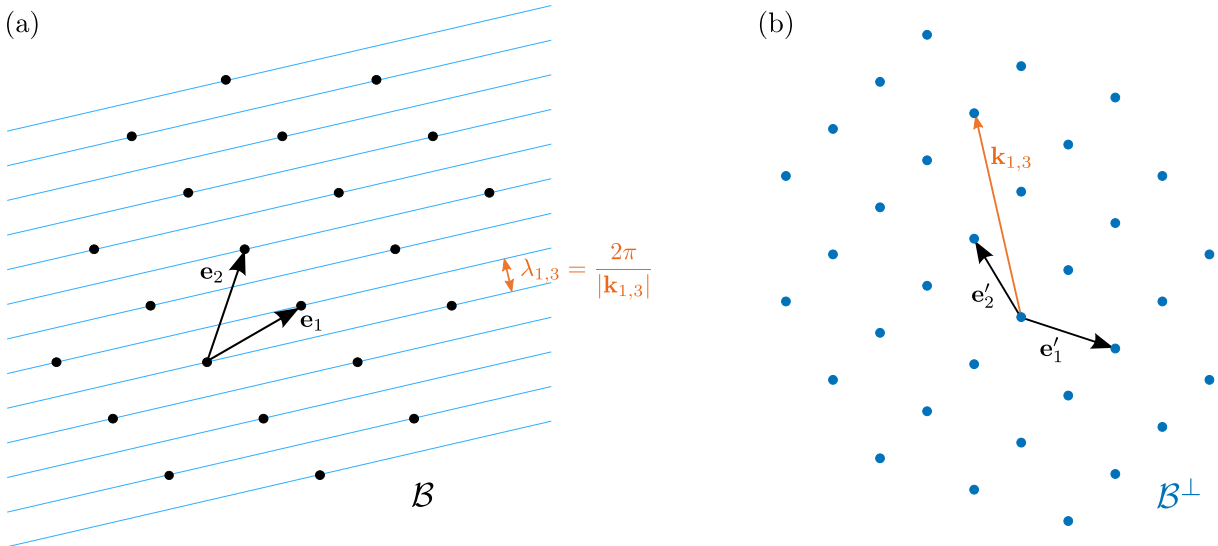 (a)
(b)
k₁,₃
e₂
λ₁,₃ = 2π / |k₁,₃|
e₁
e′₂
e′₁
ℬ
ℬ⊥